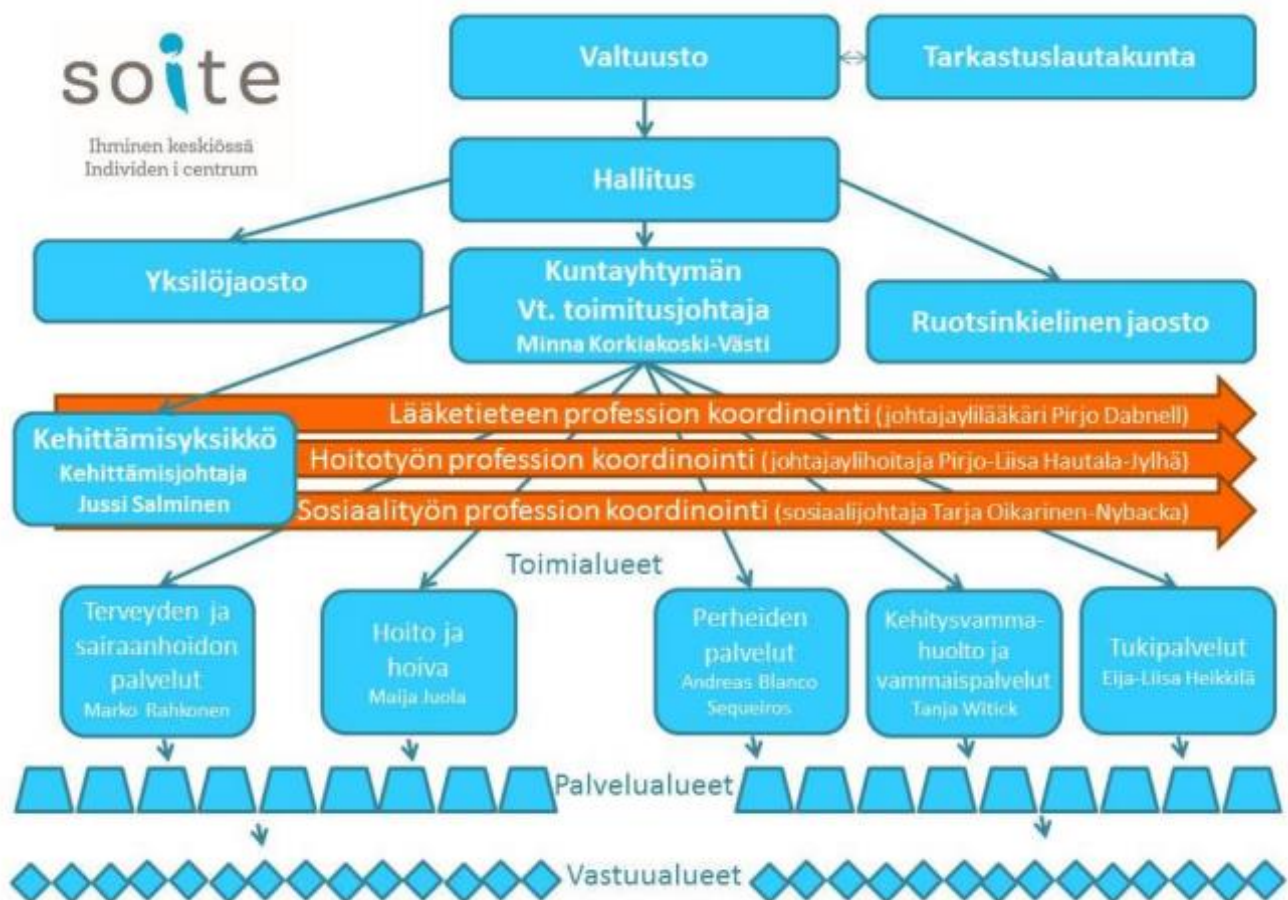 soite
Ihminen keskiössä
Individen i centrum
Valtuusto
Tarkastuslautakunta
Hallitus
Yksilöjaosto
Kuntayhtymän
Vt. toimitusjohtaja
Minna Korkiakoski-Västi
Ruotsinkielinen jaosto
Kehittämisyksikkö
Kehittämisjohtaja
Jussi Salminen
Lääketieteen profession koordinointi (johtajaylilääkäri Pirjo Dabnell)
Hoitotyön profession koordinointi (johtajaylihoitaja Pirjo-Liisa Hautala-Jylhä)
Sosiaalityön profession koordinointi (sosiaalijohtaja Tarja Oikarinen-Nybacka)
Toimialueet
Terveyden ja
sairaanhoidon
palvelut
Marko Rahkonen
Hoito ja
hoiva
Maija Juola
Perheiden
palvelut
Andreas Blanco
Sequeiros
Kehitysvamma-
huolto ja
vammaispalvelut
Tanja Witick
Tukipalvelut
Eija-Liisa Heikkilä
Palvelualueet
Vastuualueet